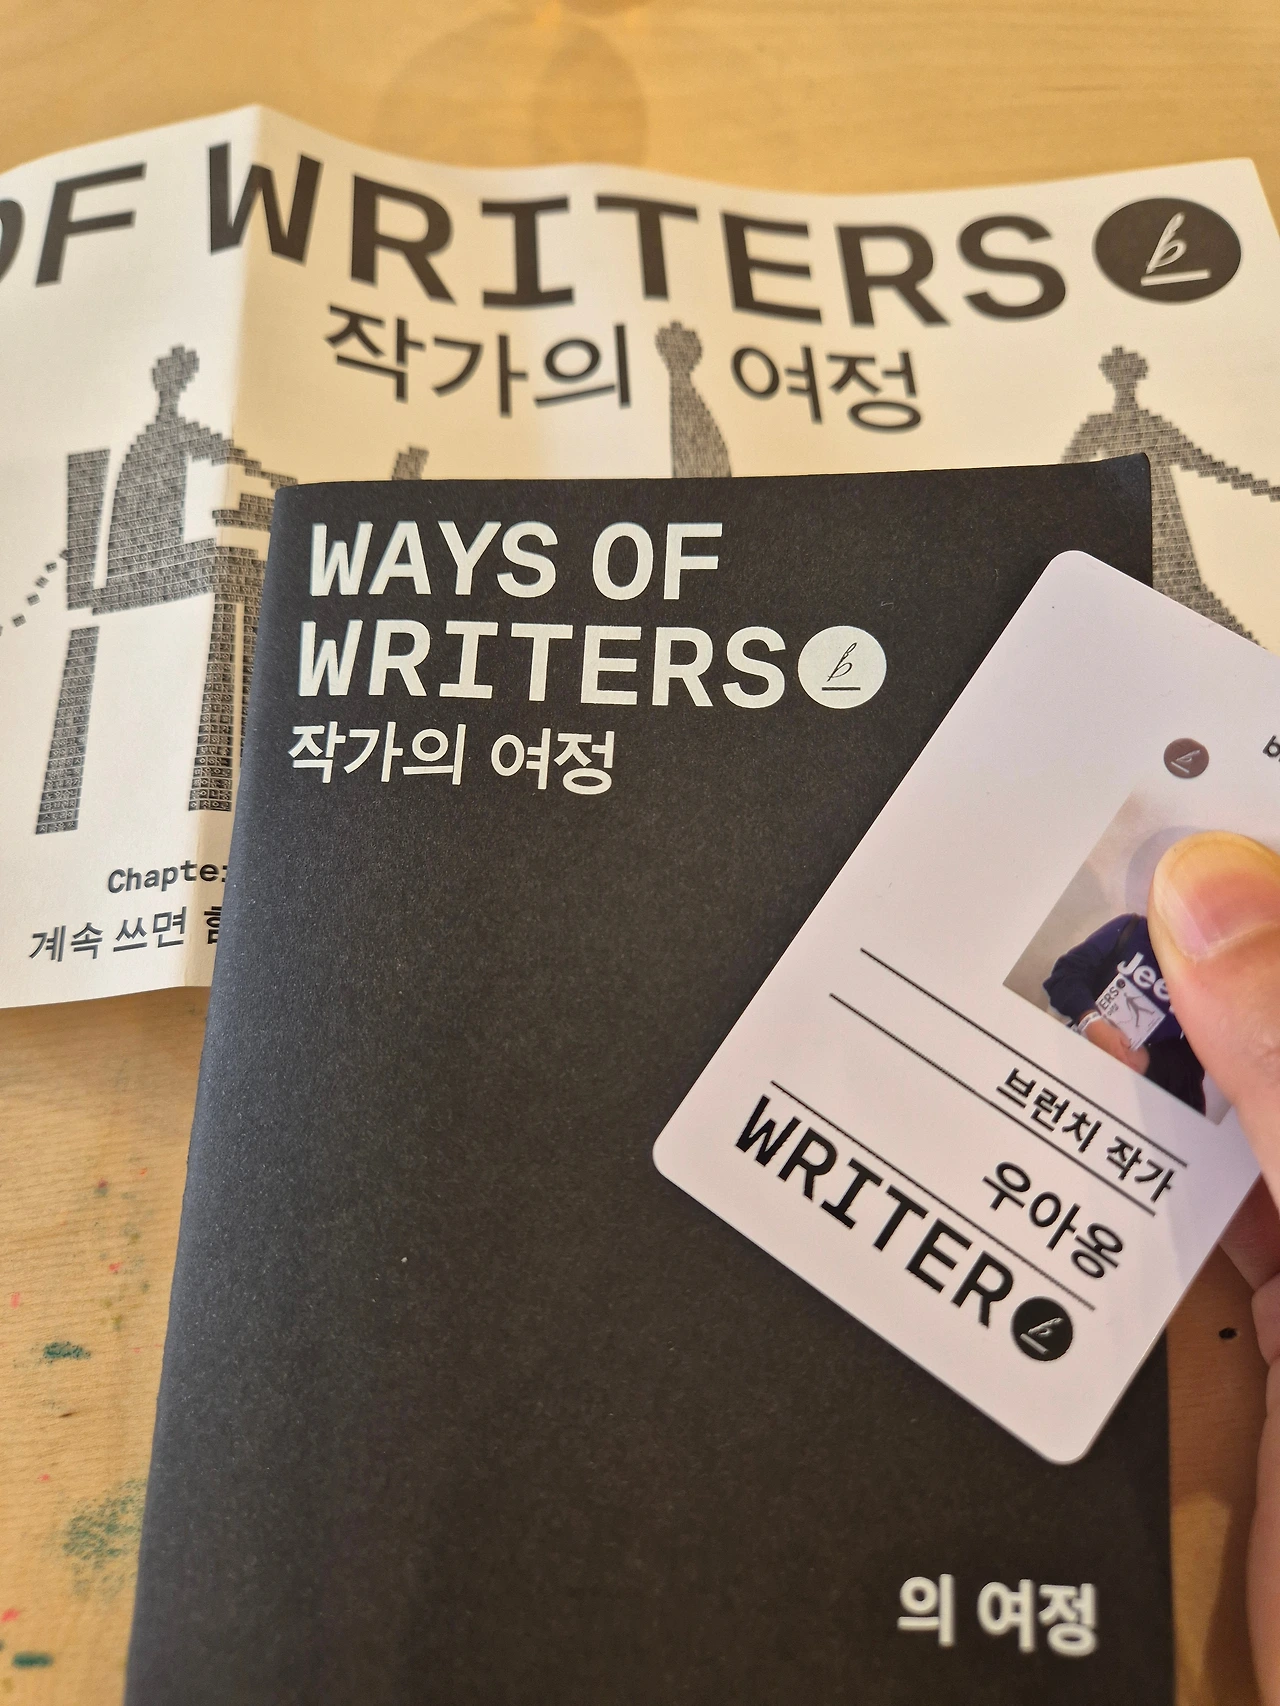 OF WRITERS
작가의 여정
계속 쓰면
WAYS OF
WRITERS
작가의 여정
브런치 작가
우아옹
WRITER
의 여정